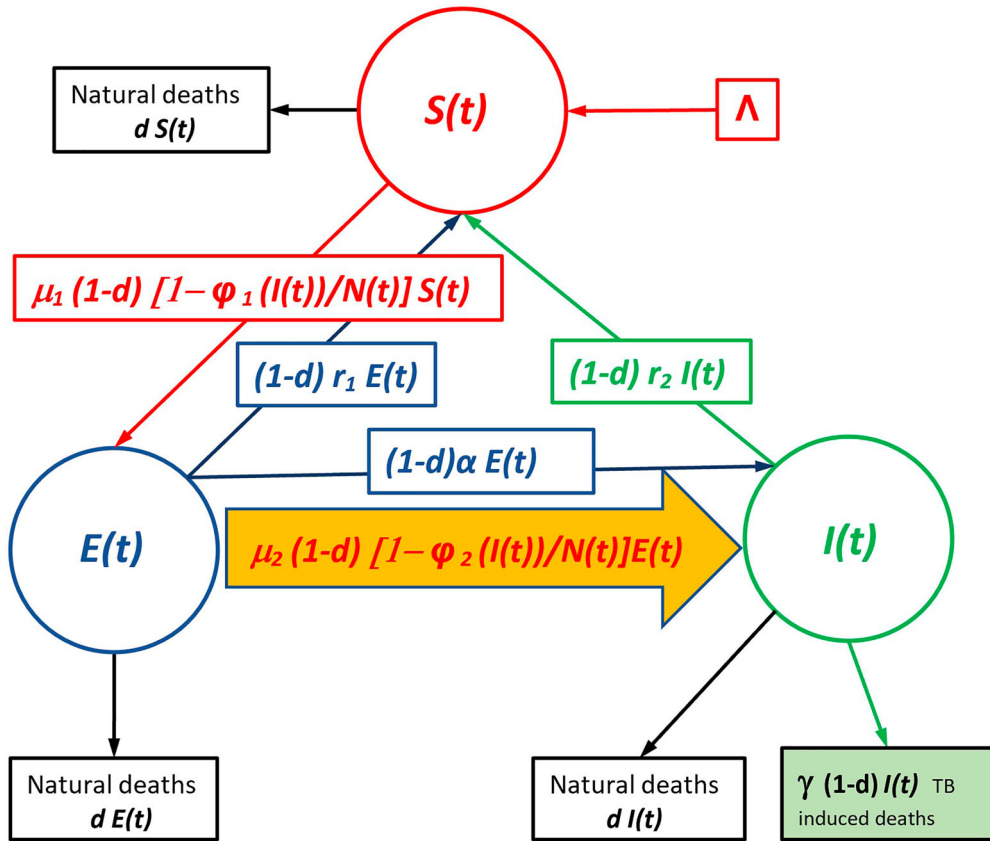 Natural deaths
d S(t)
S(t)
Λ
μ₁ (1-d) [1− φ ₁ (I(t))/N(t)] S(t)
(1-d) r₁ E(t)
(1-d) r₂ I(t)
(1-d)α E(t)
E(t)
μ₂ (1-d) [1− φ ₂ (I(t))/N(t)]E(t)
I(t)
Natural deaths
d E(t)
Natural deaths
d I(t)
γ (1-d) I(t) TB
induced deaths